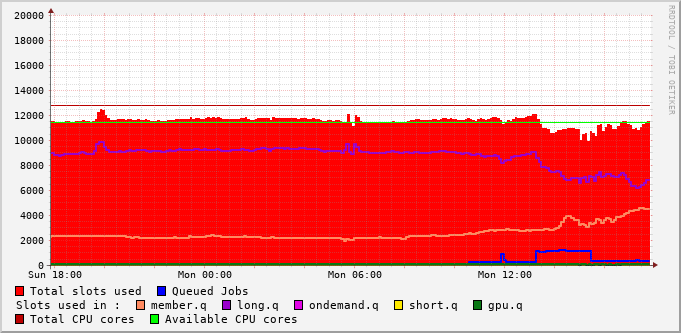 20000
18000
16000
14000
12000
10000
8000
6000
4000
2000
0
Sun 18:00 Mon 00:00 Mon 06:00 Mon 12:00
RRDTOOL / TOBI OETIKER
Total slots used Queued Jobs
Slots used in : member.q long.q ondemand.q short.q gpu.q
Total CPU cores Available CPU cores